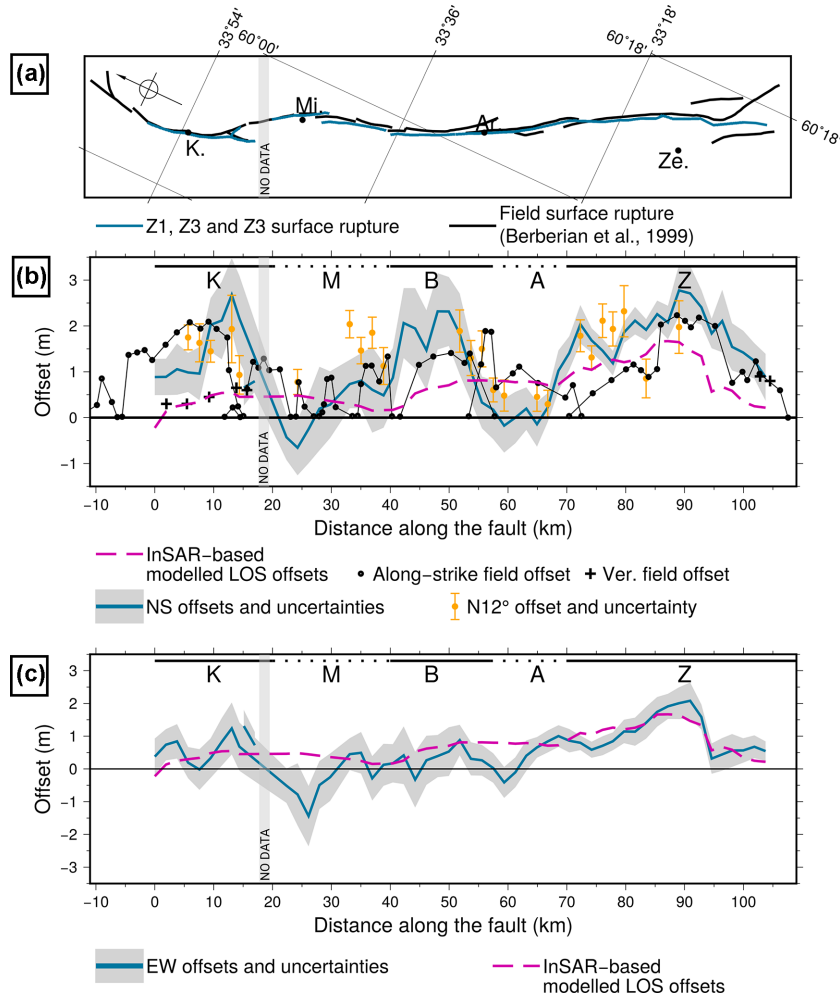 33°54' 60°00' 33°36' 60°18' 33°18'
(a)
Mi.
Ar.
60°18'
K.
Ze.
NO DATA
Z1, Z3 and Z3 surface rupture
Field surface rupture
(Berberian et al., 1999)
(b)
K M B A Z
3
2
1
0
−1
Offset (m)
NO DATA
−10 0 10 20 30 40 50 60 70 80 90 100
Distance along the fault (km)
InSAR−based
modelled LOS offsets
Along−strike field offset
Ver. field offset
NS offsets and uncertainties
N12° offset and uncertainty
(c)
K M B A Z
3
2
1
0
−1
−2
−3
Offset (m)
NO DATA
−10 0 10 20 30 40 50 60 70 80 90 100
Distance along the fault (km)
EW offsets and uncertainties
InSAR−based
modelled LOS offsets